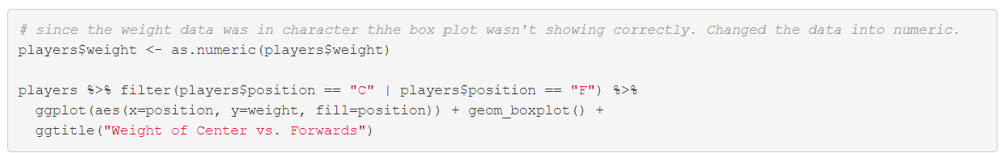 # since the weight data was in character thhe box plot wasn't showing correctly. Changed the data into numeric.
players$weight <- as.numeric(players$weight)
players %>% filter(players$position == "C" | players$position == "F") %>%
ggplot(aes(x=position, y=weight, fill=position)) + geom_boxplot() +
ggtitle("Weight of Center vs. Forwards")